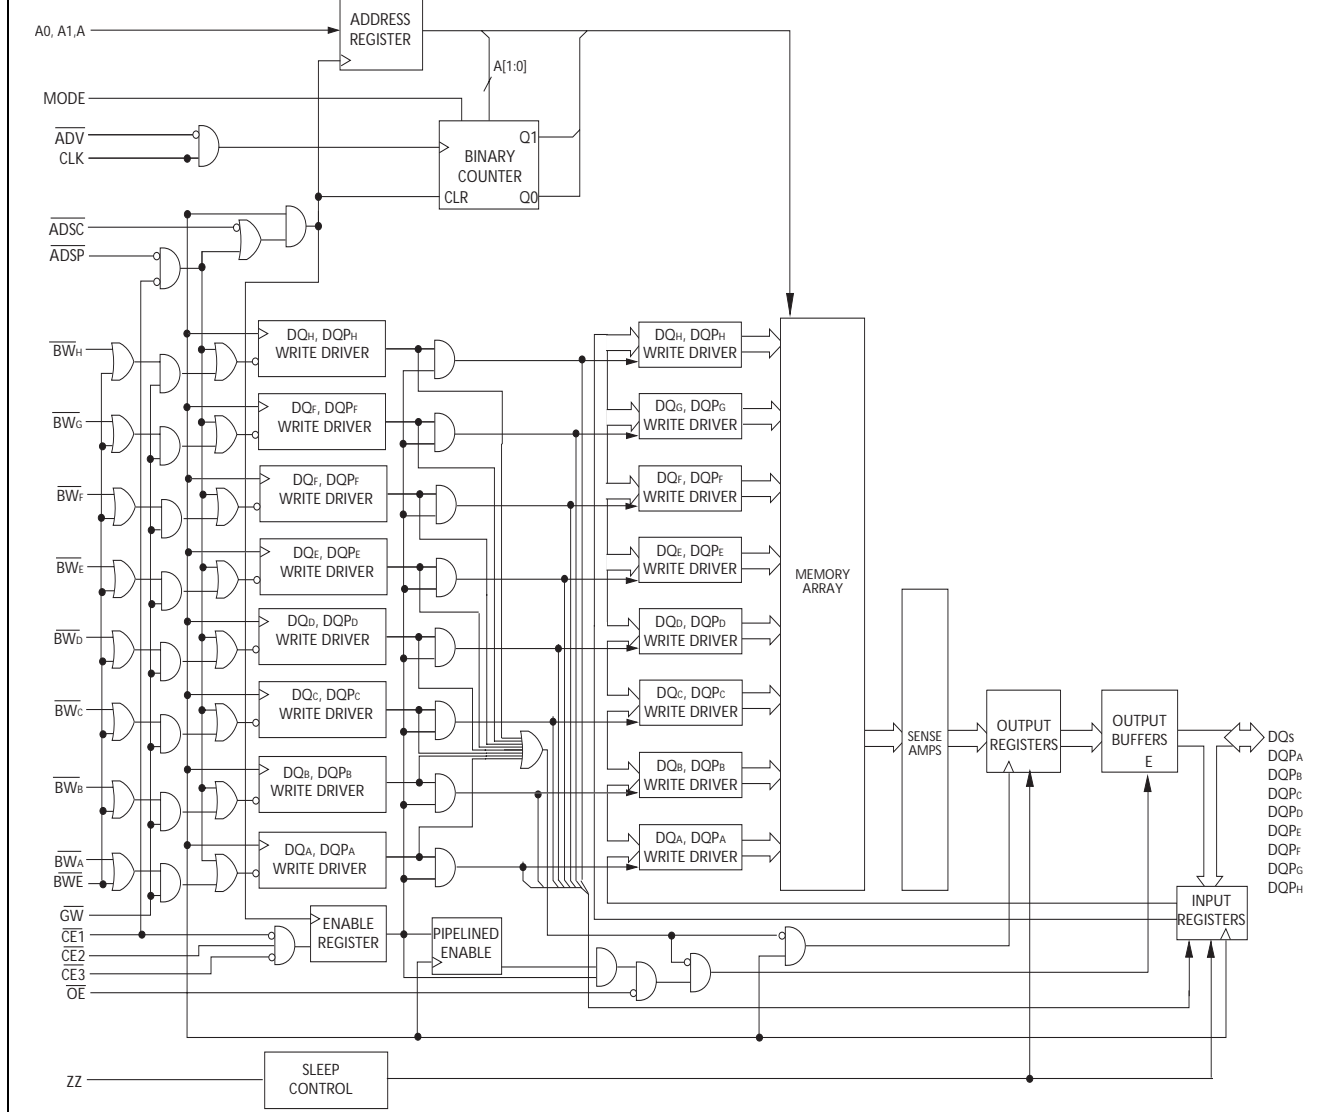 ADDRESS
REGISTER
A0, A1,A
A[1:0]
MODE
ADV
CLK
Q1
BINARY
COUNTER
CLR
Q0
ADSC
ADSP
DQH, DQPH
WRITE DRIVER
DQH, DQPH
WRITE DRIVER
BWH
DQF, DQPF
WRITE DRIVER
DQG, DQPG
WRITE DRIVER
BWG
DQF, DQPF
WRITE DRIVER
DQF, DQPF
WRITE DRIVER
BWF
DQE, DQPE
WRITE DRIVER
DQE, DQPE
WRITE DRIVER
BWE
MEMORY
ARRAY
DQD, DQPD
WRITE DRIVER
DQD, DQPD
WRITE DRIVER
BWD
DQC, DQPC
WRITE DRIVER
DQC, DQPC
WRITE DRIVER
BWC
SENSE
AMPS
OUTPUT
REGISTERS
OUTPUT
BUFFERS
E
DQs
DQPA
DQPB
DQPC
DQPD
DQPE
DQPF
DQPG
DQPH
DQB, DQPB
WRITE DRIVER
DQB, DQPB
WRITE DRIVER
BWB
DQA, DQPA
WRITE DRIVER
DQA, DQPA
WRITE DRIVER
BWA
BWE
INPUT
REGISTERS
GW
CE1
CE2
CE3
OE
ENABLE
REGISTER
PIPELINED
ENABLE
ZZ
SLEEP
CONTROL